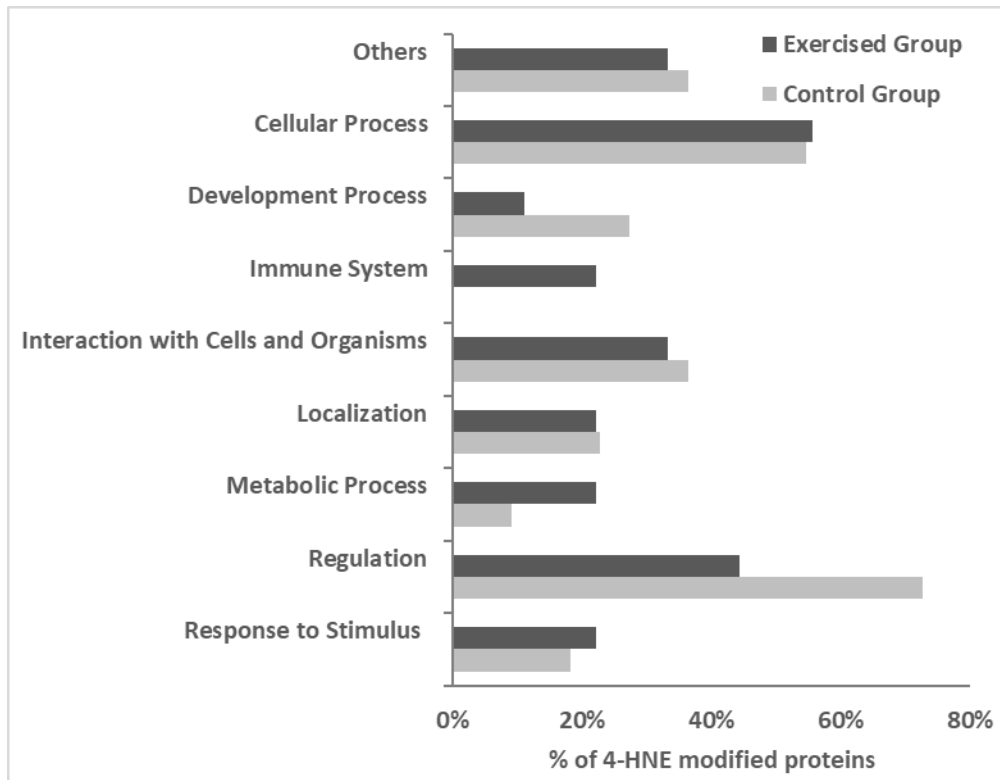 Exercised Group
Control Group
Others
Cellular Process
Development Process
Immune System
Interaction with Cells and Organisms
Localization
Metabolic Process
Regulation
Response to Stimulus
0% 20% 40% 60% 80%
% of 4-HNE modified proteins